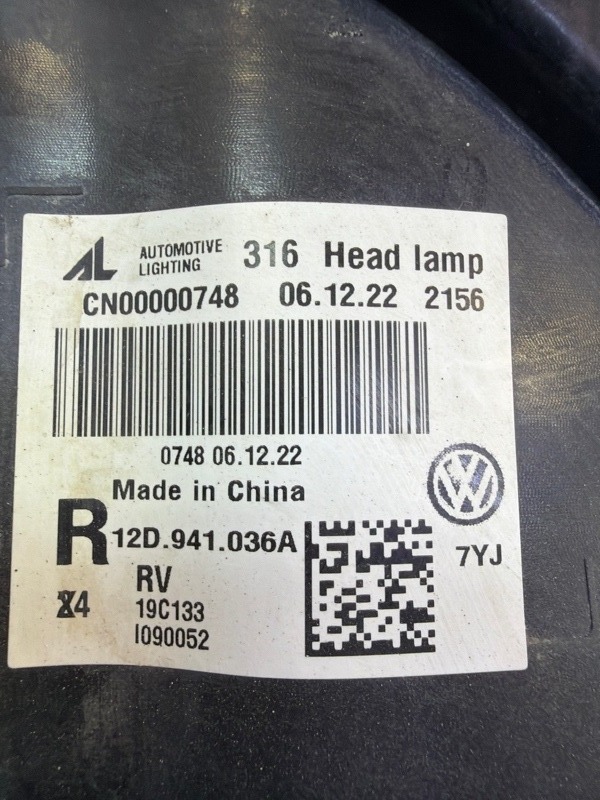 AL AUTOMOTIVE LIGHTING 316 Head lamp
CN00000748 06.12.22 2156
0748 06.12.22
Made in China
R 12D.941.036A
7YJ
RV
19C133
I090052